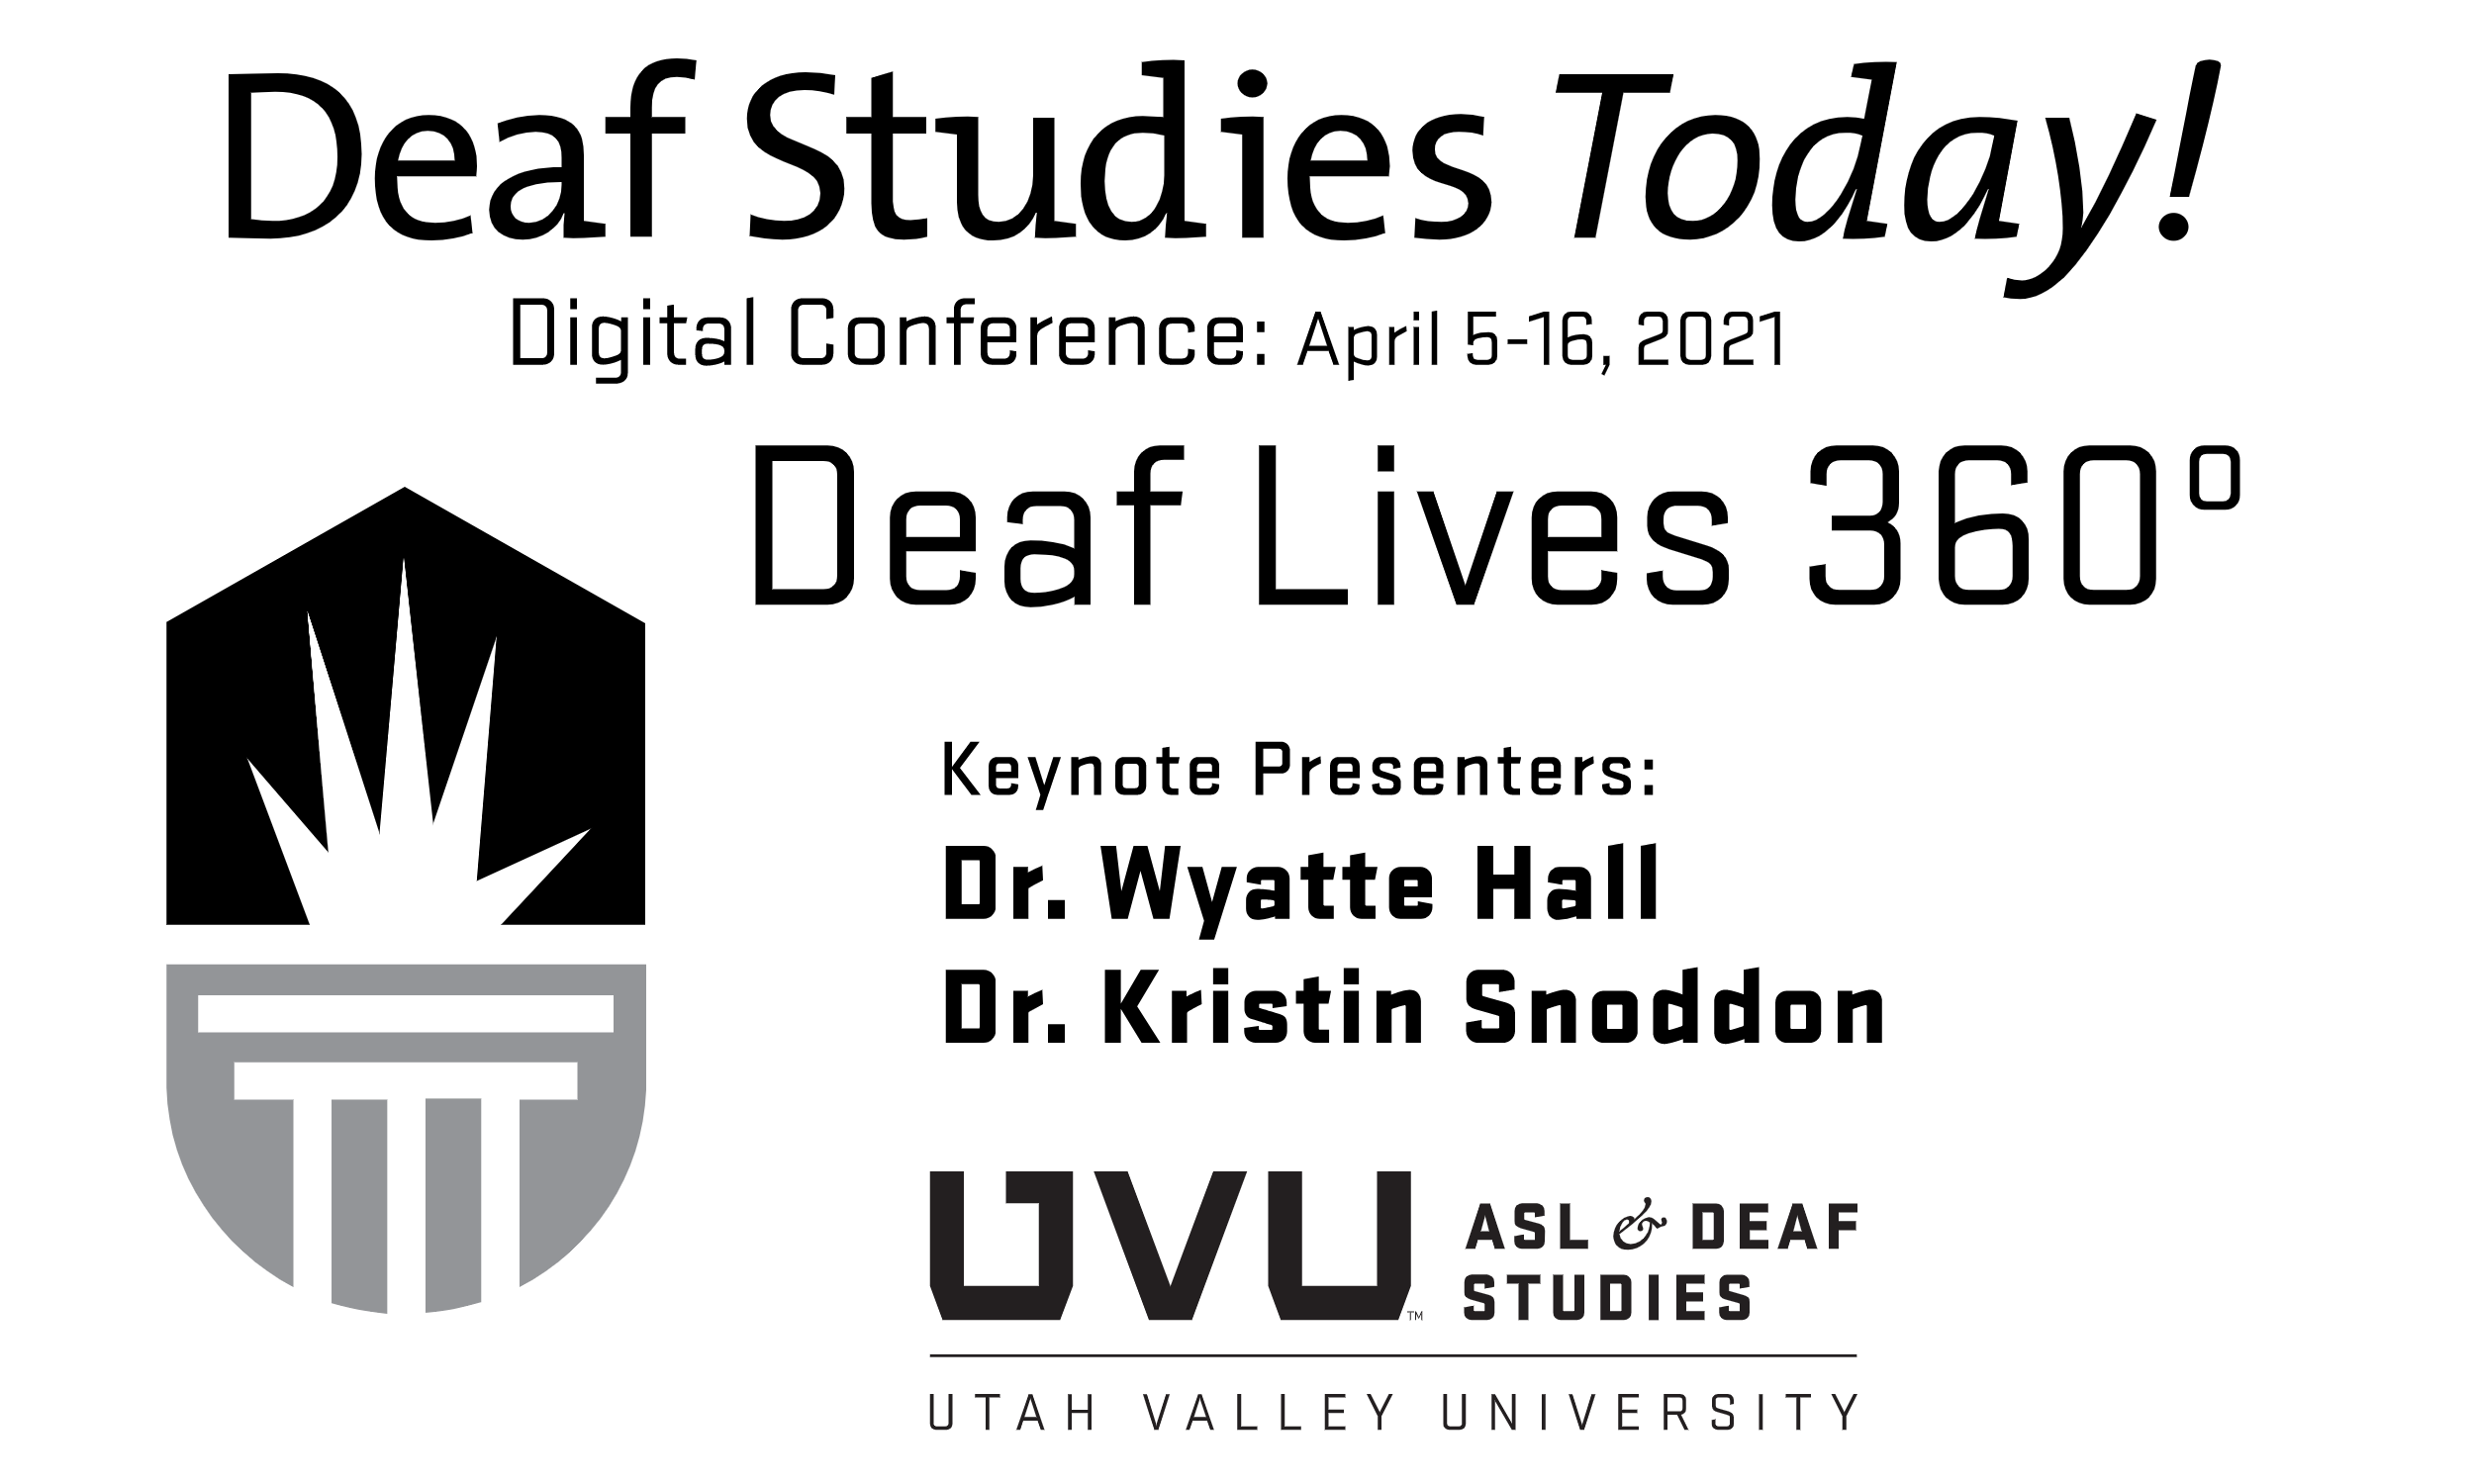 Deaf Studies Today!
Digital Conference: April 5-16, 2021
Deaf Lives 360°
Keynote Presenters:
Dr. Wyatte Hall
Dr. Kristin Snoddon
UVU™ ASL & DEAF
STUDIES
UTAH VALLEY UNIVERSITY